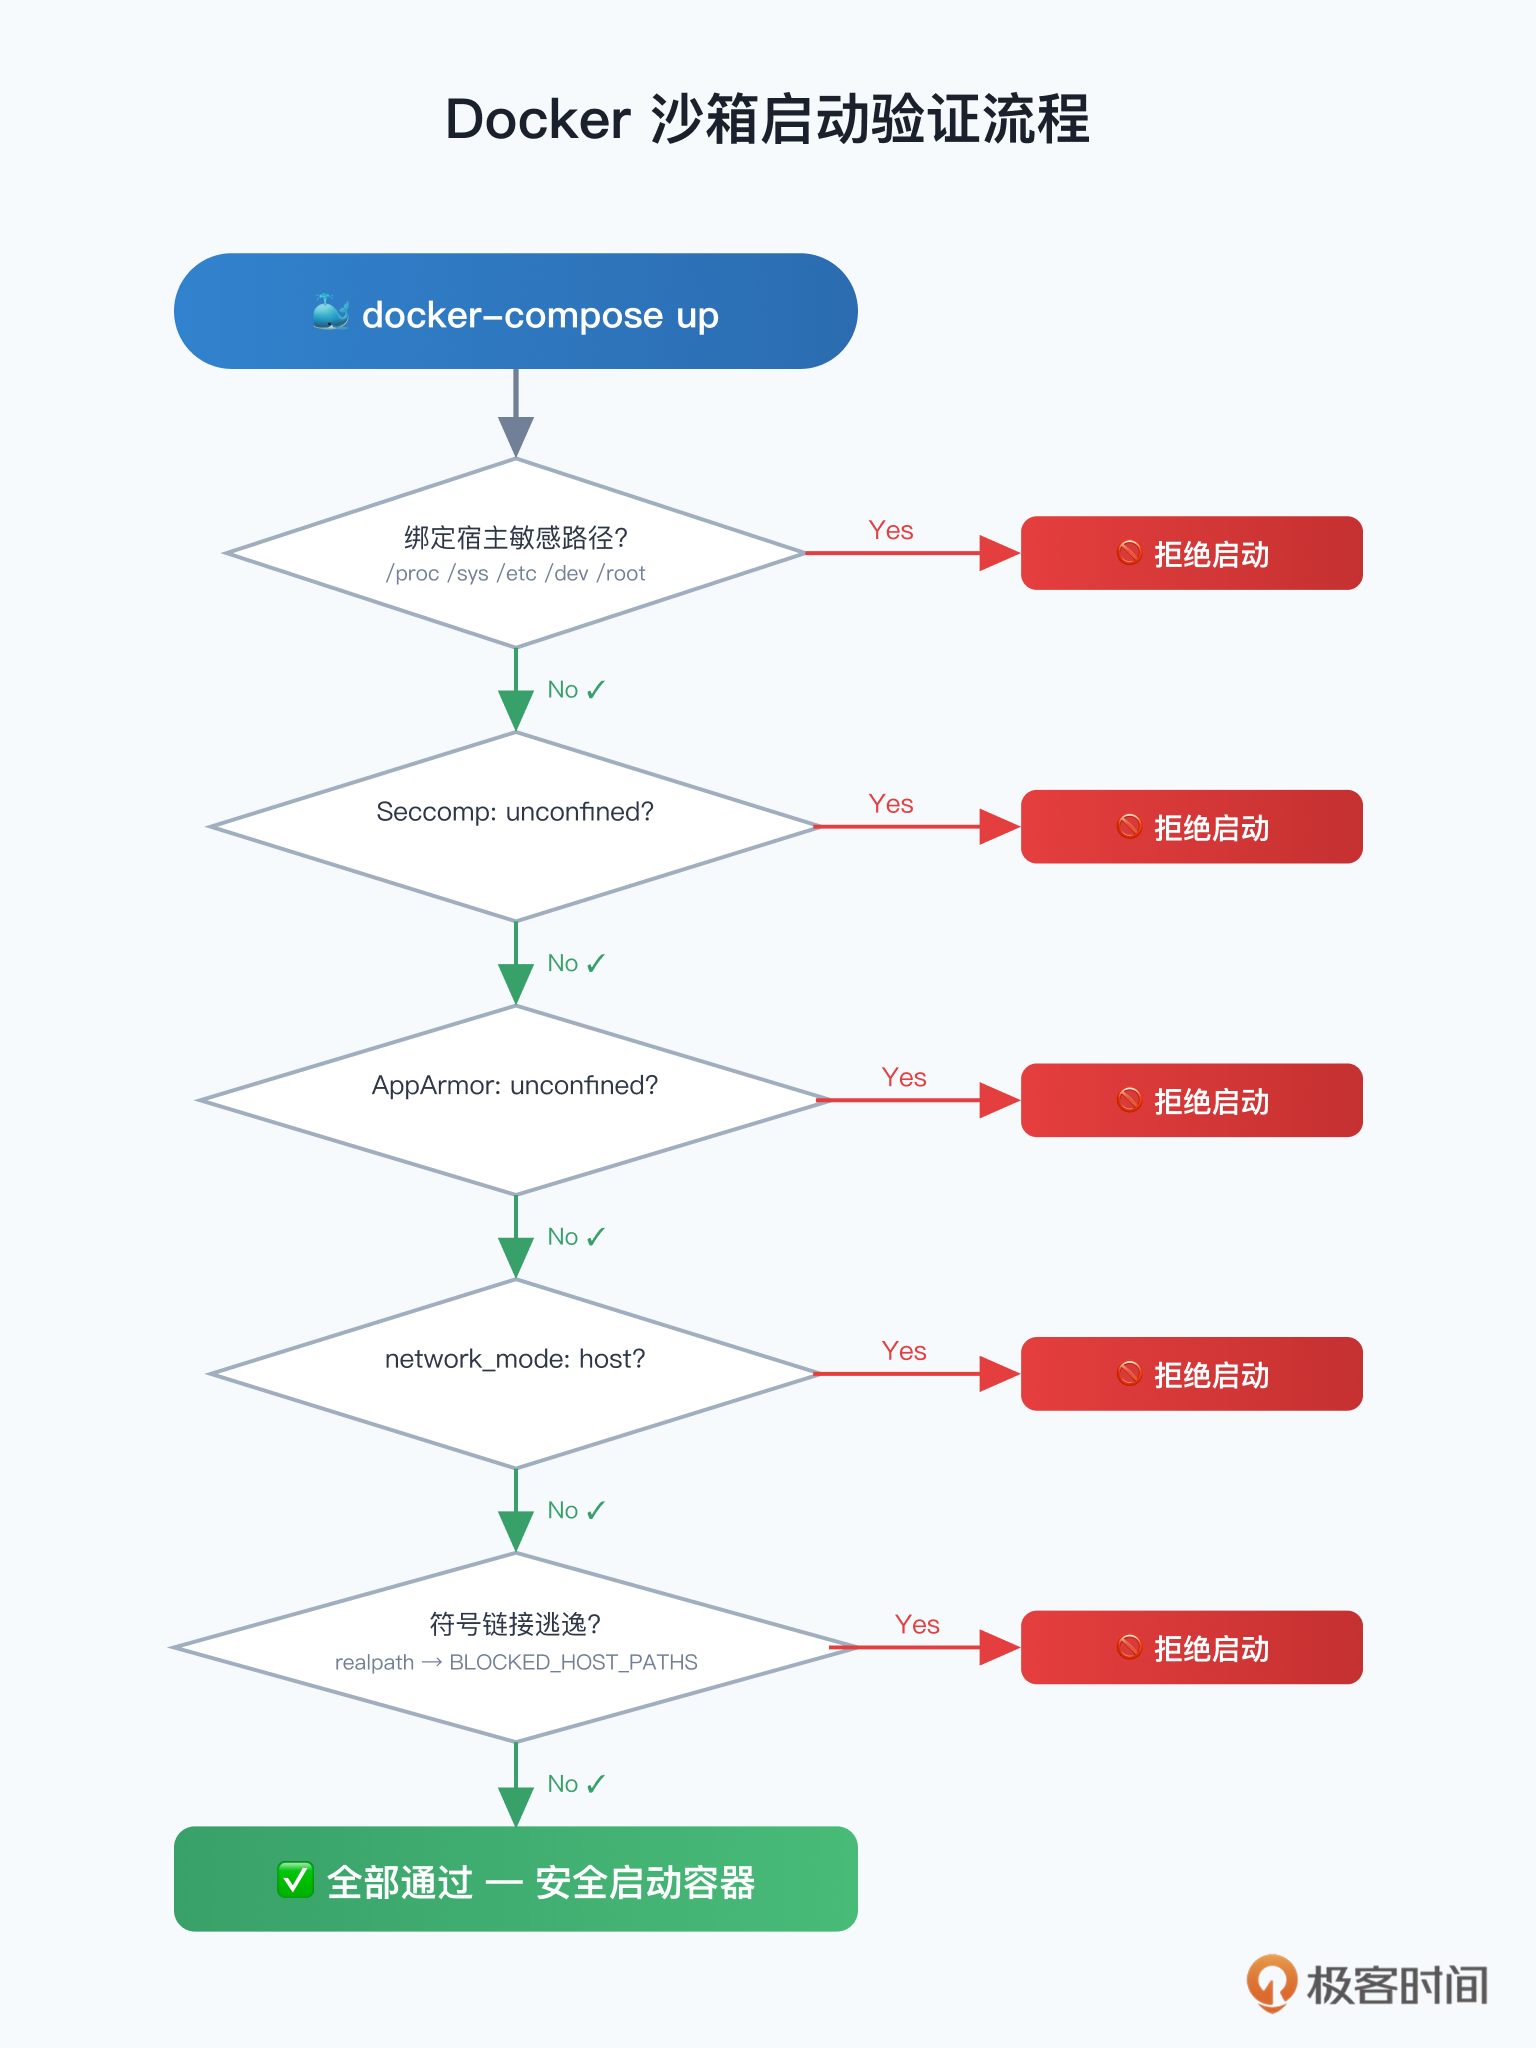 Docker 沙箱启动验证流程
🐳 docker-compose up
绑定宿主敏感路径?
/proc /sys /etc /dev /root
Yes
🚫 拒绝启动
No ✓
Seccomp: unconfined?
Yes
🚫 拒绝启动
No ✓
AppArmor: unconfined?
Yes
🚫 拒绝启动
No ✓
network_mode: host?
Yes
🚫 拒绝启动
No ✓
符号链接逃逸?
realpath → BLOCKED_HOST_PATHS
Yes
🚫 拒绝启动
No ✓
✅ 全部通过 — 安全启动容器
极客时间